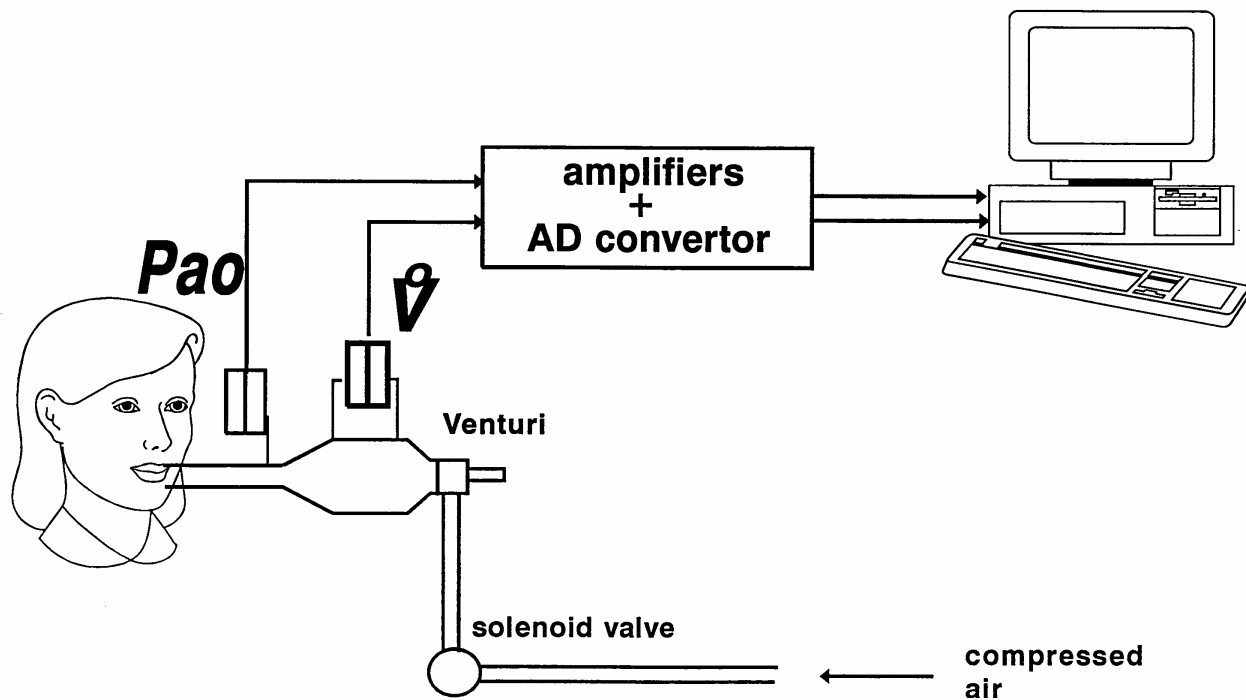 amplifiers
+
AD convertor
Pao
V̊
Venturi
solenoid valve
compressed
air